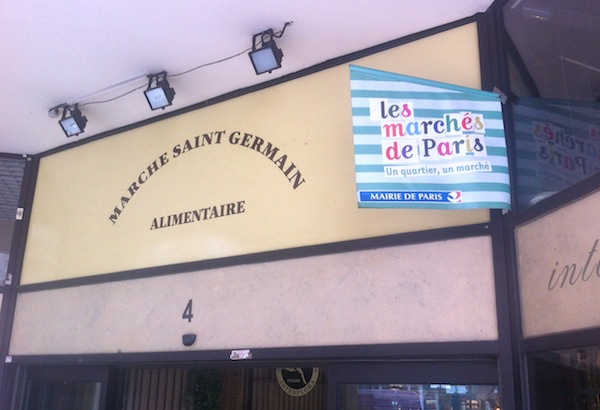 MARCHE SAINT GERMAIN
ALIMENTAIRE
les
marchés
de Paris
Un quartier, un marché
MAIRIE DE PARIS
4